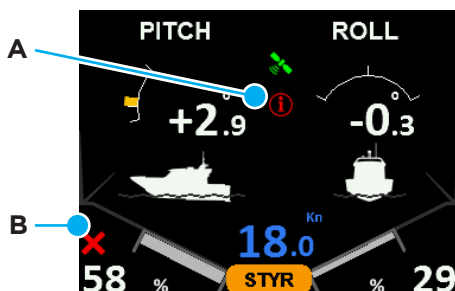 A
PITCH
ROLL
i
+2.9°
-0.3°
B
Kn
18.0
58 %
STYR
% 29